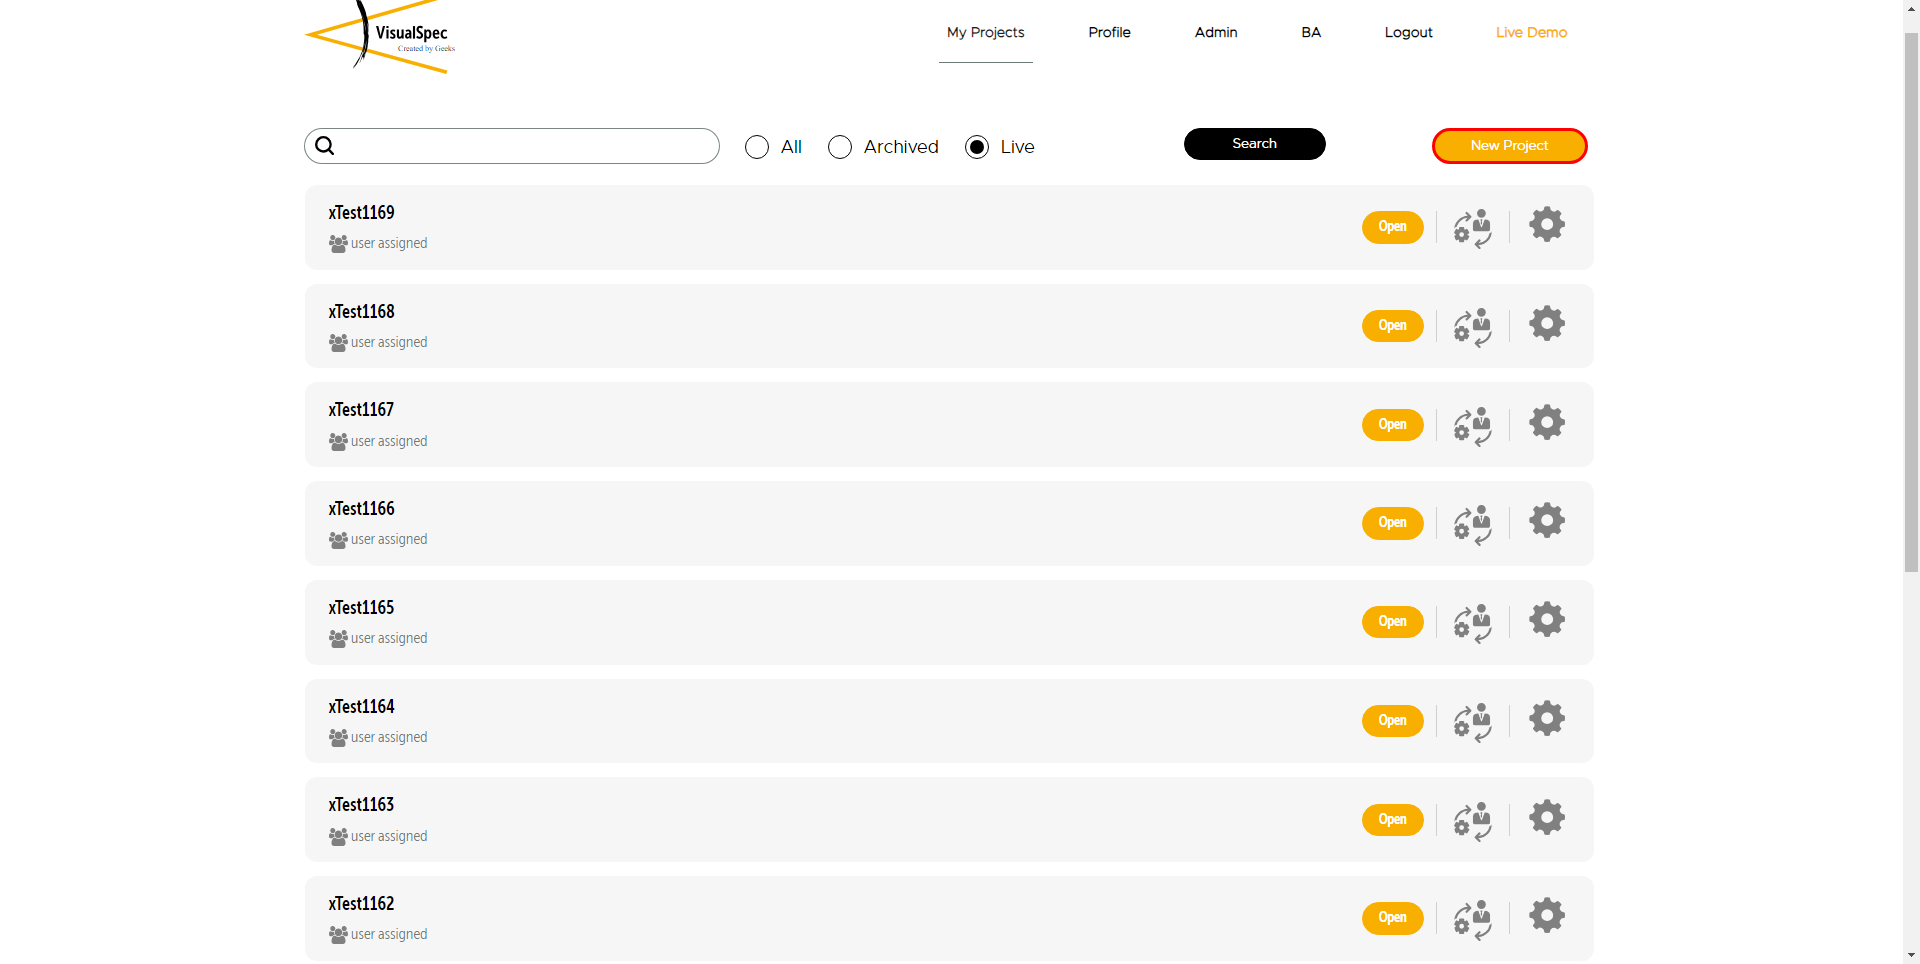 VisualSpec
Created by Geeks
My Projects
Profile
Admin
BA
Logout
Live Demo
All
Archived
Live
Search
New Project
xTest1169
user assigned
Open
xTest1168
user assigned
Open
xTest1167
user assigned
Open
xTest1166
user assigned
Open
xTest1165
user assigned
Open
xTest1164
user assigned
Open
xTest1163
user assigned
Open
xTest1162
user assigned
Open